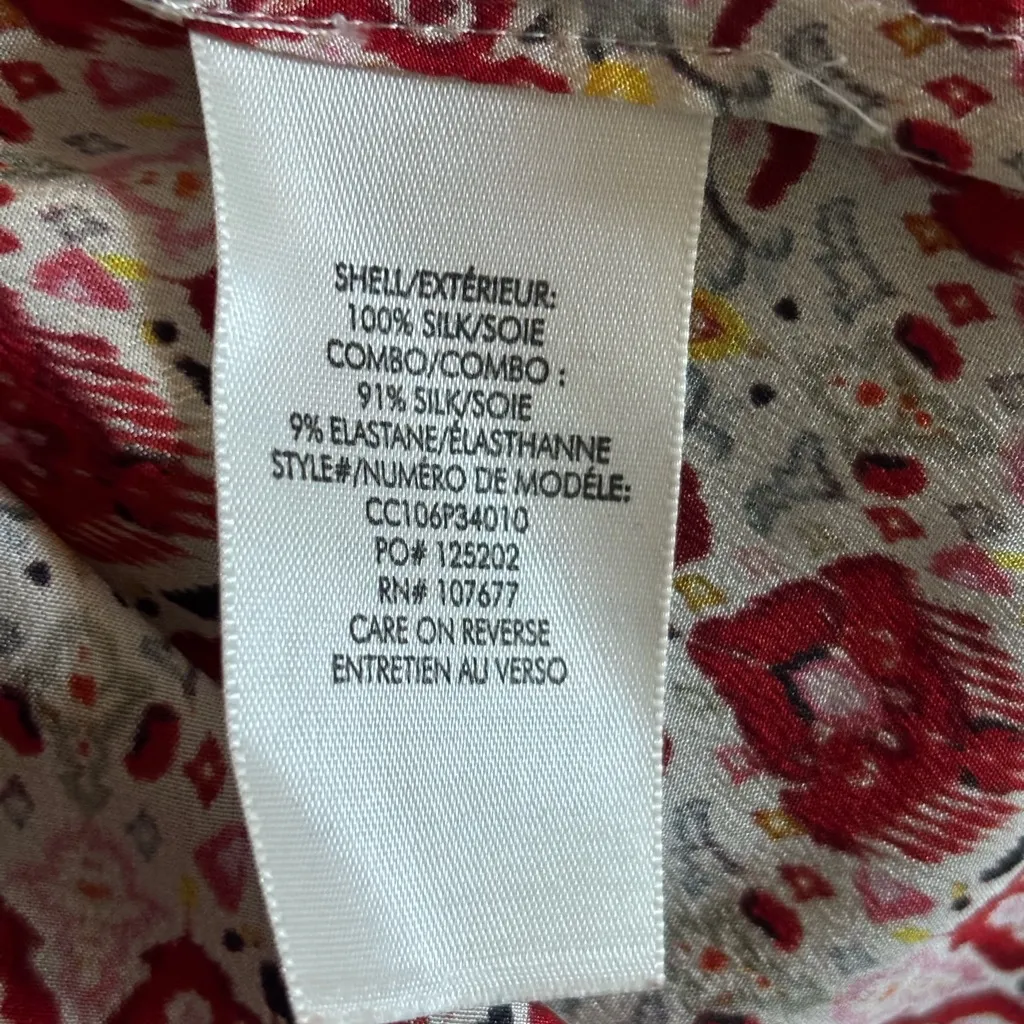 SHELL/EXTÉRIEUR:
100% SILK/SOIE
COMBO/COMBO :
91% SILK/SOIE
9% ELASTANE/ÉLASTHANNE
STYLE#/NUMÉRO DE MODÉLE:
CC106P34010
PO# 125202
RN# 107677
CARE ON REVERSE
ENTRETIEN AU VERSO